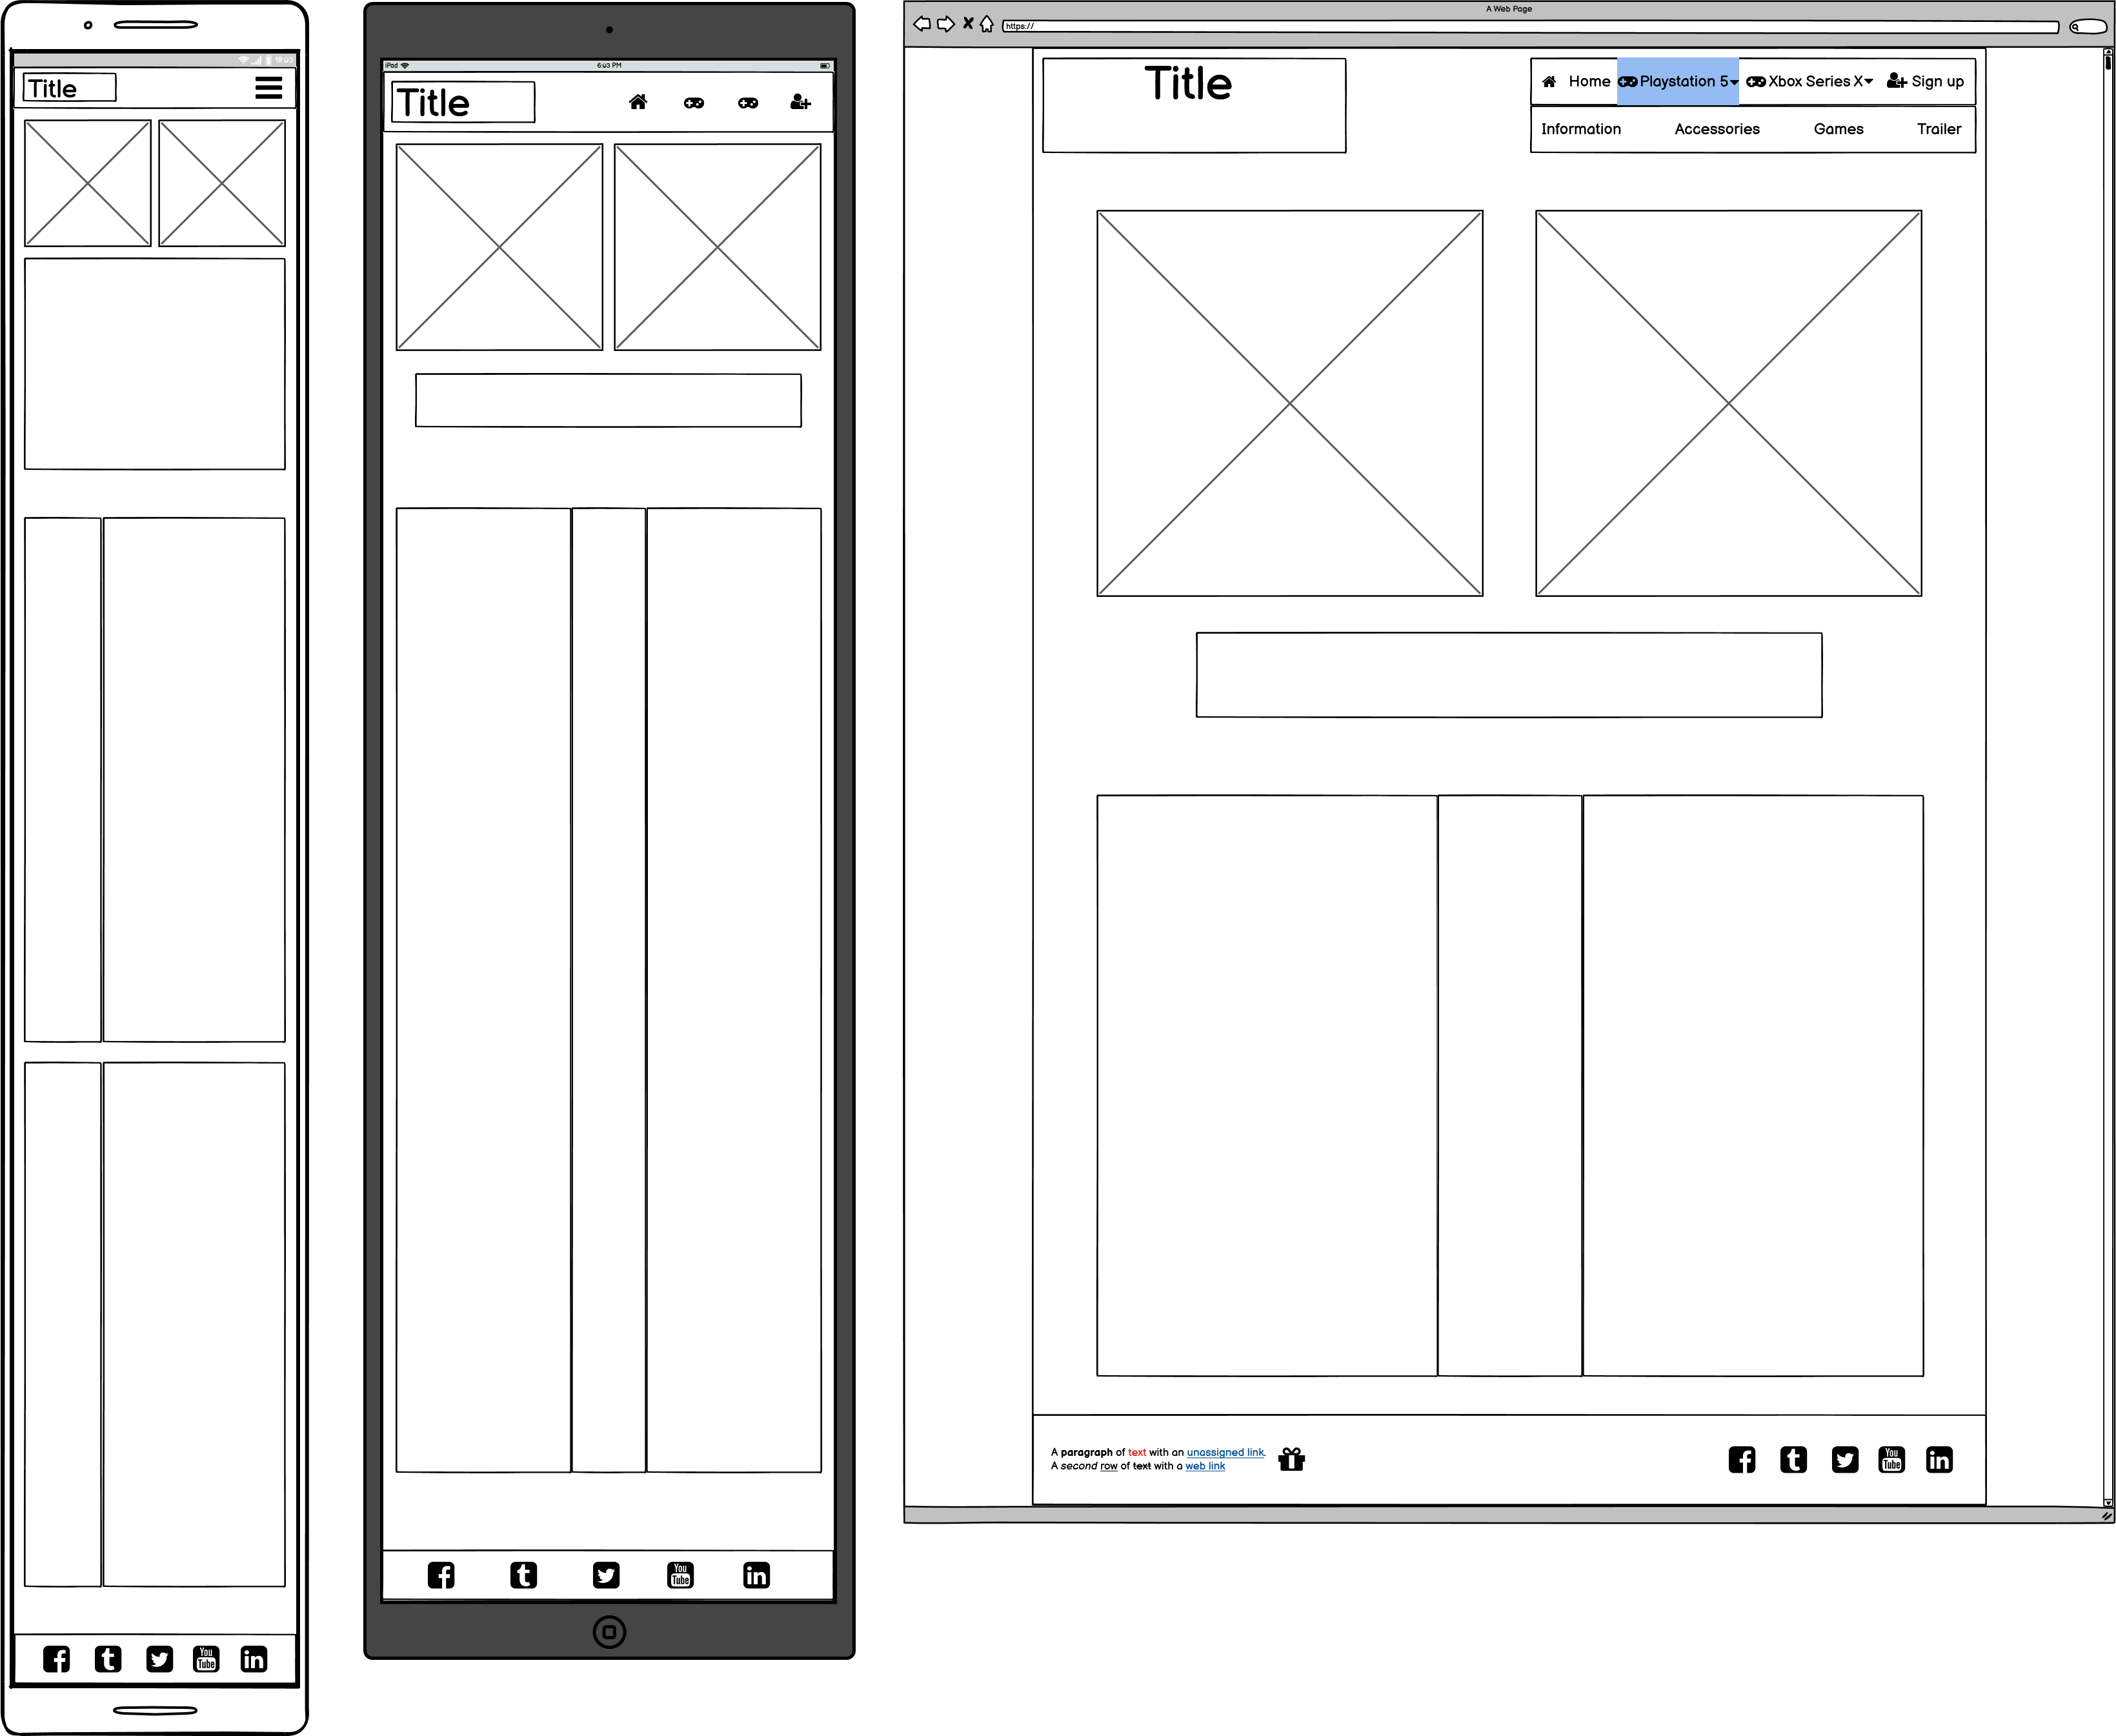 18:03
Title
You
Tube
iPad
6:03 PM
Title
You
Tube
A Web Page
https://
Title
Home Playstation 5 Xbox Series X Sign up
Information Accessories Games Trailer
A paragraph of text with an unassigned link.
A second row of text with a web link
You
Tube